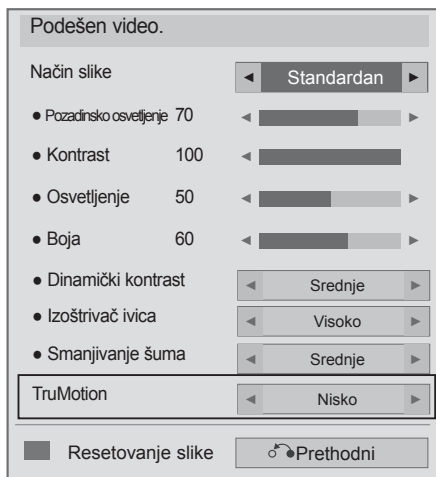 Podešen video.
Način slike ◄ Standardan ►
● Pozadinsko osvetljenje 70 ◄ ►
● Kontrast 100 ◄
● Osvetljenje 50 ◄ ►
● Boja 60 ◄ ►
● Dinamički kontrast ◄ Srednje ►
● Izoštrivač ivica ◄ Visoko ►
● Smanjivanje šuma ◄ Srednje ►
TruMotion ◄ Nisko ►
Resetovanje slike Prethodni